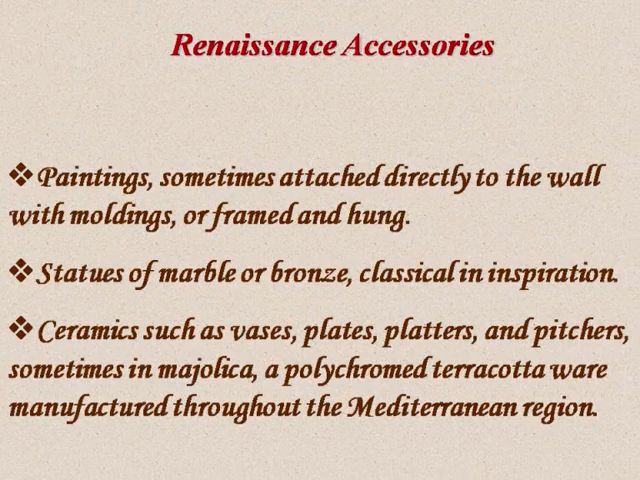 Renaissance Accessories
❖Paintings, sometimes attached directly to the wall
with moldings, or framed and hung.
❖Statues of marble or bronze, classical in inspiration.
❖Ceramics such as vases, plates, platters, and pitchers,
sometimes in majolica, a polychromed terracotta ware
manufactured throughout the Mediterranean region.